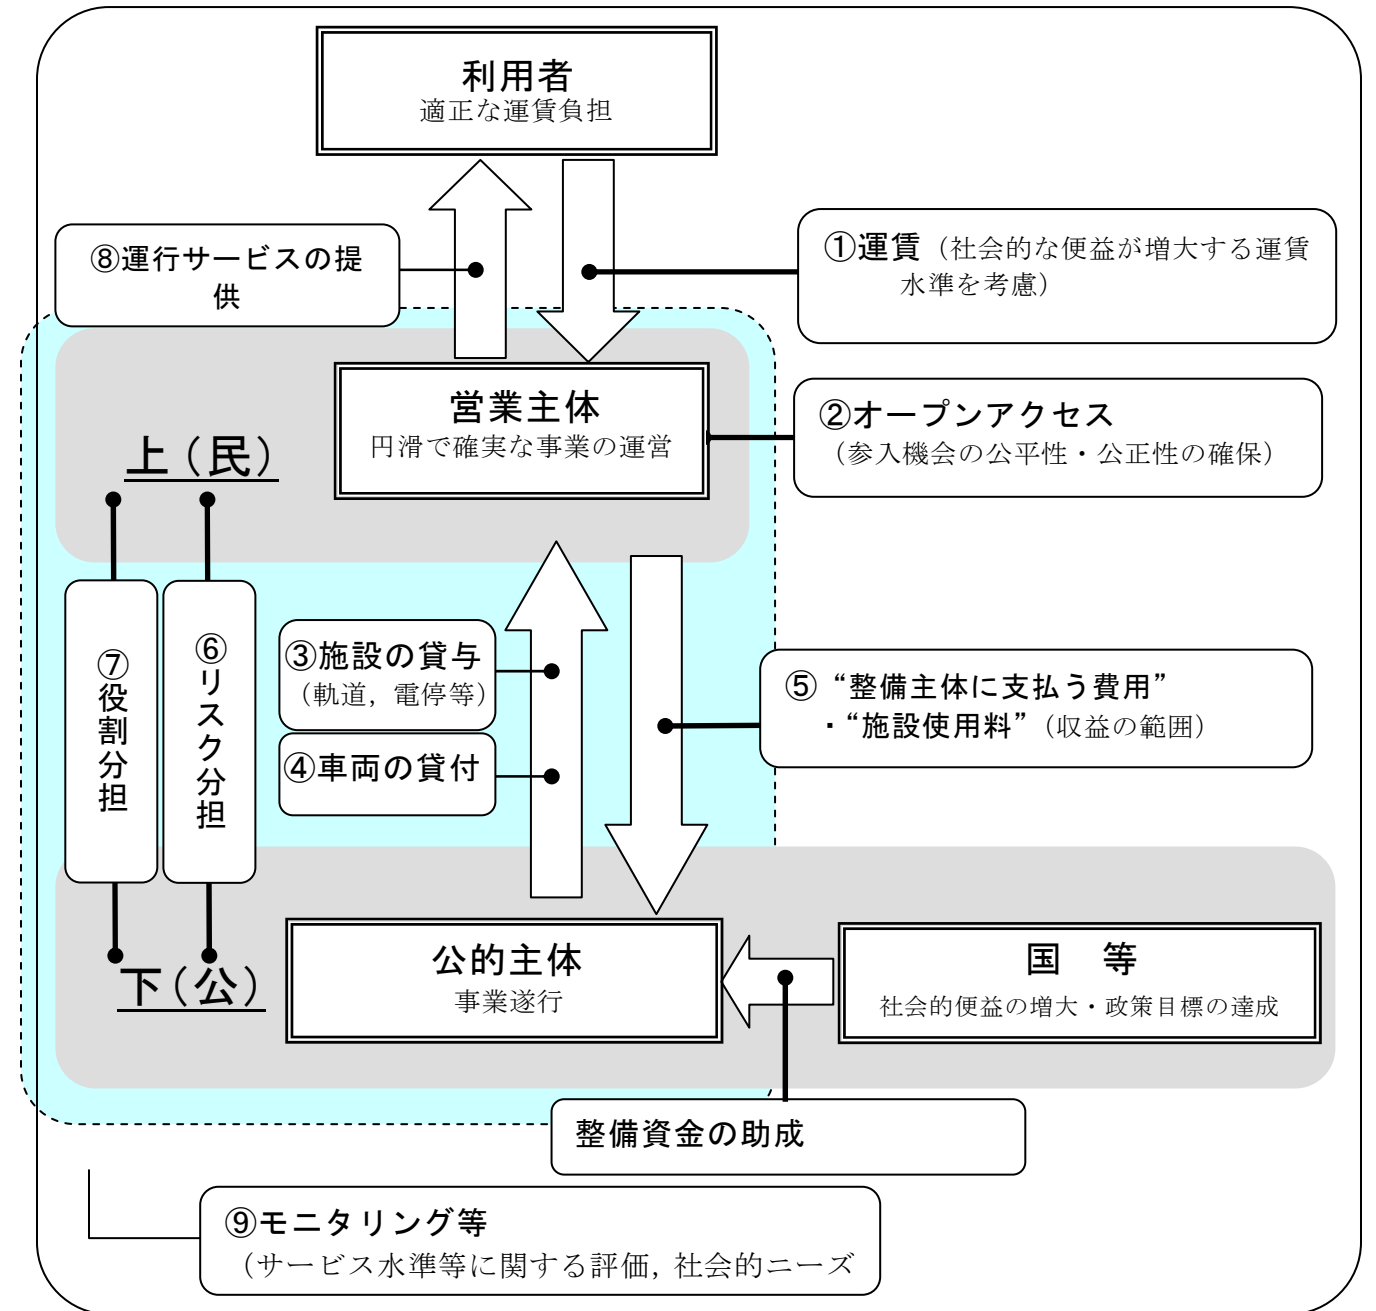 利用者
適正な運賃負担
⑧運行サービスの提
供
①運賃（社会的な便益が増大する運賃
水準を考慮）
営業主体
円滑で確実な事業の運営
②オープンアクセス
（参入機会の公平性・公正性の確保）
上（民）
⑦役割分担
⑥リスク分担
③施設の貸与
（軌道，電停等）
④車両の貸付
⑤“整備主体に支払う費用”
・“施設使用料”（収益の範囲）
下（公）
公的主体
事業遂行
国　等
社会的便益の増大・政策目標の達成
整備資金の助成
⑨モニタリング等
（サービス水準等に関する評価，社会的ニーズ